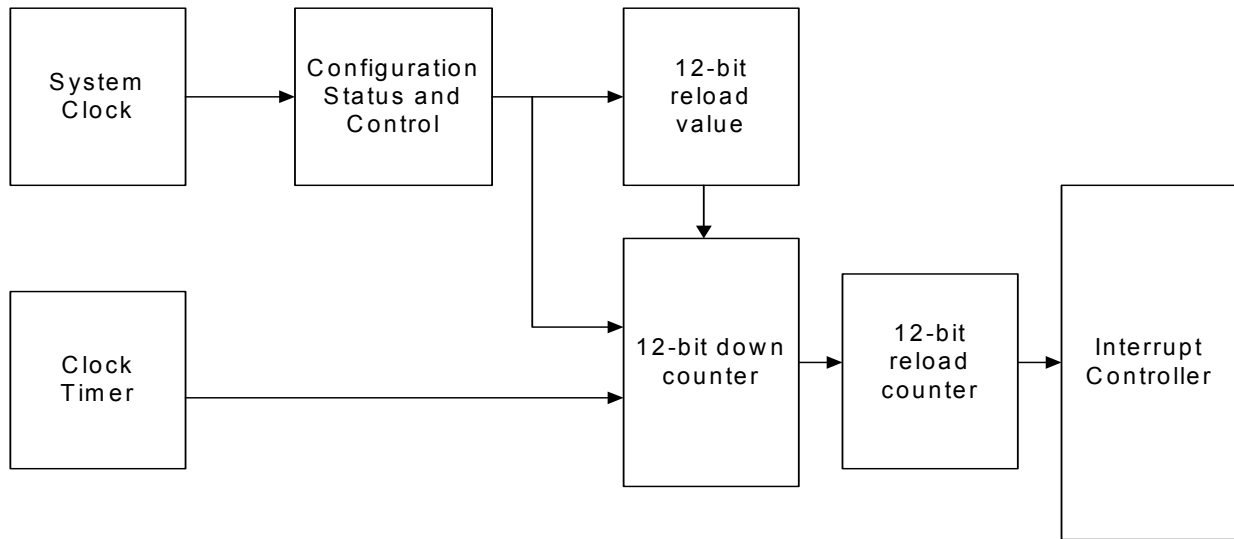 System
Clock
Configuration
Status and
Control
12-bit
reload
value
Clock
Timer
12-bit down
counter
12-bit
reload
counter
Interrupt
Controller